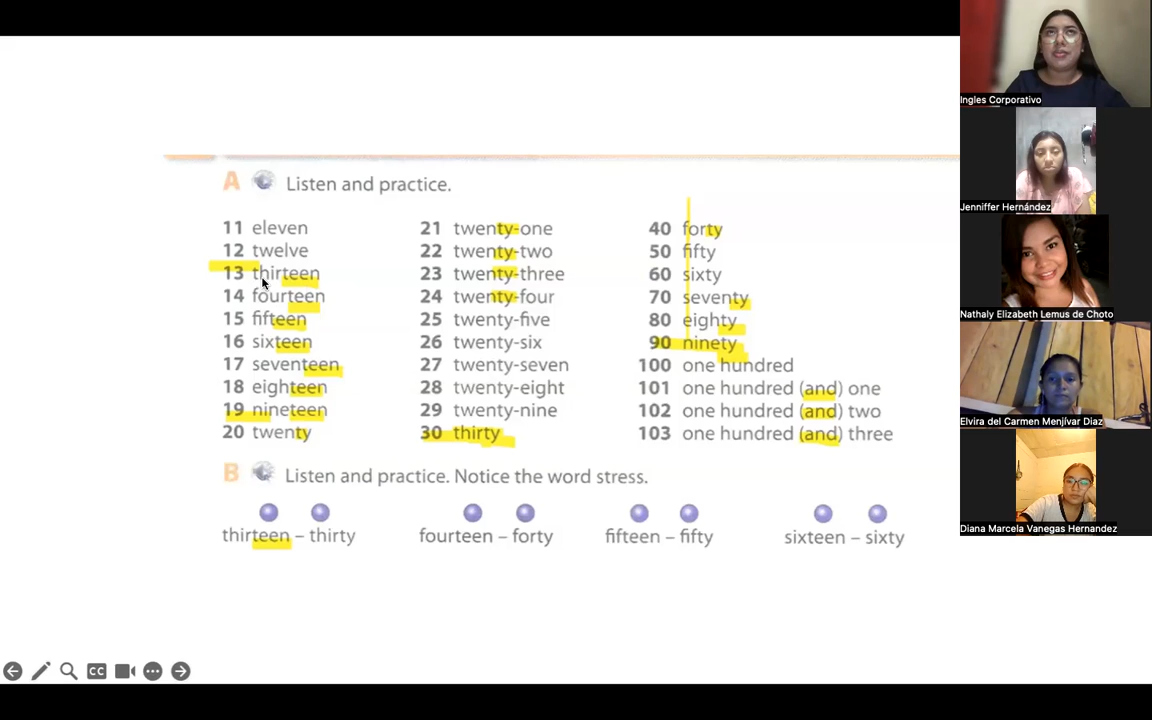 A Listen and practice.
11 eleven
12 twelve
13 thirteen
14 fourteen
15 fifteen
16 sixteen
17 seventeen
18 eighteen
19 nineteen
20 twenty
21 twenty-one
22 twenty-two
23 twenty-three
24 twenty-four
25 twenty-five
26 twenty-six
27 twenty-seven
28 twenty-eight
29 twenty-nine
30 thirty
40 forty
50 fifty
60 sixty
70 seventy
80 eighty
90 ninety
100 one hundred
101 one hundred (and) one
102 one hundred (and) two
103 one hundred (and) three
B Listen and practice. Notice the word stress.
thirteen – thirty fourteen – forty fifteen – fifty sixteen – sixty
CC
Ingles Corporativo
Jenniffer Hernández
Nathaly Elizabeth Lemus de Choto
Elvira del Carmen Menjívar Diaz
Diana Marcela Vanegas Hernandez